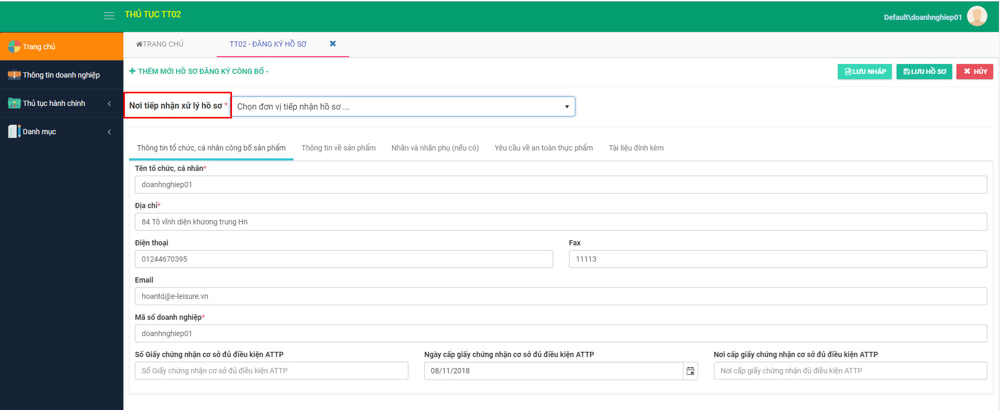 THỦ TỤC TT02
Default\doanhnghiep01
Trang chủ
Thông tin doanh nghiệp
Thủ tục hành chính
Danh mục
TRANG CHỦ
TT02 - ĐĂNG KÝ HỒ SƠ
THÊM MỚI HỒ SƠ ĐĂNG KÝ CÔNG BỐ -
LƯU NHÁP
LƯU HỒ SƠ
HỦY
Nơi tiếp nhận xử lý hồ sơ *
Chọn đơn vị tiếp nhận hồ sơ ...
Thông tin tổ chức, cá nhân công bố sản phẩm
Thông tin về sản phẩm
Nhãn và nhãn phụ (nếu có)
Yêu cầu về an toàn thực phẩm
Tài liệu đính kèm
Tên tổ chức, cá nhân*
doanhnghiep01
Địa chỉ*
84 Tô vĩnh diện khương trung Hn
Điện thoại
01244670395
Fax
11113
Email
hoantd@e-leisure.vn
Mã số doanh nghiệp*
doanhnghiep01
Số Giấy chứng nhận cơ sở đủ điều kiện ATTP
Số Giấy chứng nhận cơ sở đủ điều kiện ATTP
Ngày cấp giấy chứng nhận cơ sở đủ điều kiện ATTP
08/11/2018
Nơi cấp giấy chứng nhận cơ sở đủ điều kiện ATTP
Nơi cấp giấy chứng nhận đủ điều kiện ATTP